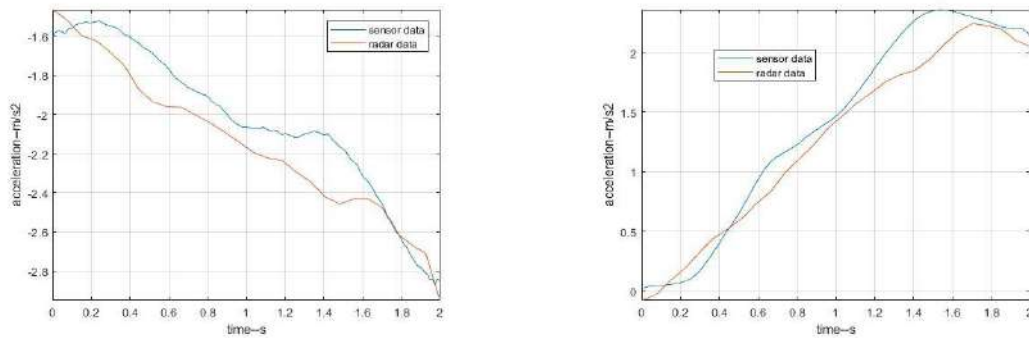 -1.6
-1.8
-2
-2.2
-2.4
-2.6
-2.8
acceleration--m/s2
sensor data
radar data
0 0.2 0.4 0.6 0.8 1 1.2 1.4 1.6 1.8 2
time--s
2
1.5
1
0.5
0
acceleration--m/s2
sensor data
radar data
0 0.2 0.4 0.6 0.8 1 1.2 1.4 1.6 1.8 2
time--s